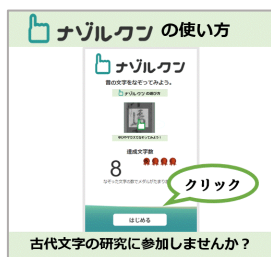 ナゾルクン の使い方
ナゾルクン
昔の文字をなぞってみよう。
ナゾルクン の遊び方
達成文字数
8
クリック
はじめる
古代文字の研究に参加しませんか？